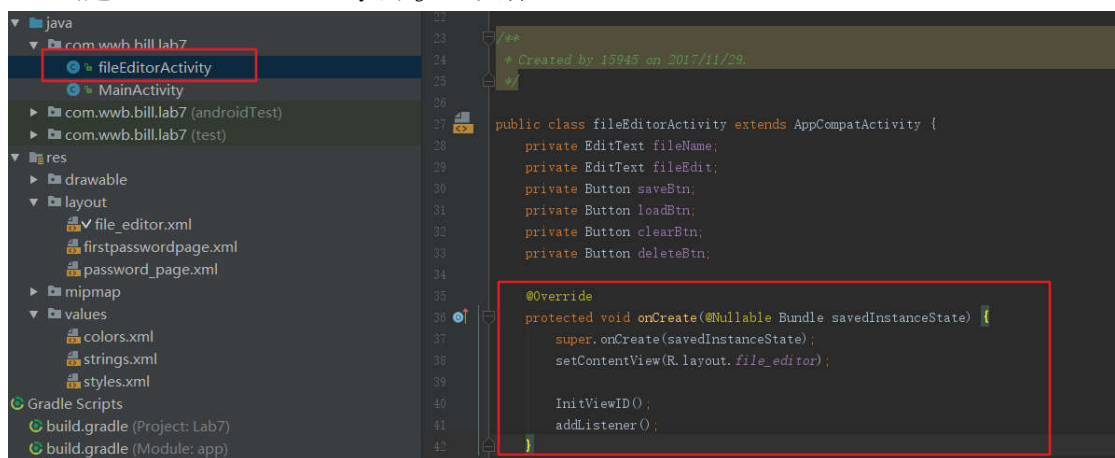 java
com.wwb.bill.lab7
fileEditorActivity
MainActivity
com.wwb.bill.lab7 (androidTest)
com.wwb.bill.lab7 (test)
res
drawable
layout
file_editor.xml
firstpasswordpage.xml
password_page.xml
mipmap
values
colors.xml
strings.xml
styles.xml
Gradle Scripts
build.gradle (Project: Lab7)
build.gradle (Module: app)
22
23 /**
24 * Created by 15945 on 2017/11/29.
25 */
26
27 public class fileEditorActivity extends AppCompatActivity {
28 private EditText fileName;
29 private EditText fileEdit;
30 private Button saveBtn;
31 private Button loadBtn;
32 private Button clearBtn;
33 private Button deleteBtn;
34
35 @Override
36 protected void onCreate(@Nullable Bundle savedInstanceState) {
37 super.onCreate(savedInstanceState);
38 setContentView(R.layout.file_editor);
39
40 InitViewID();
41 addListener();
42 }